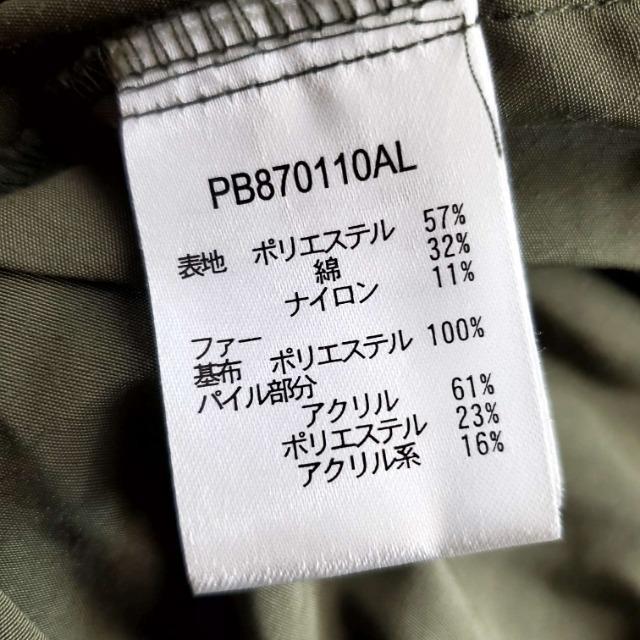 PB870110AL
表地 ポリエステル 57%
綿 32%
ナイロン 11%
ファー
基布 ポリエステル 100%
パイル部分
アクリル 61%
ポリエステル 23%
アクリル系 16%